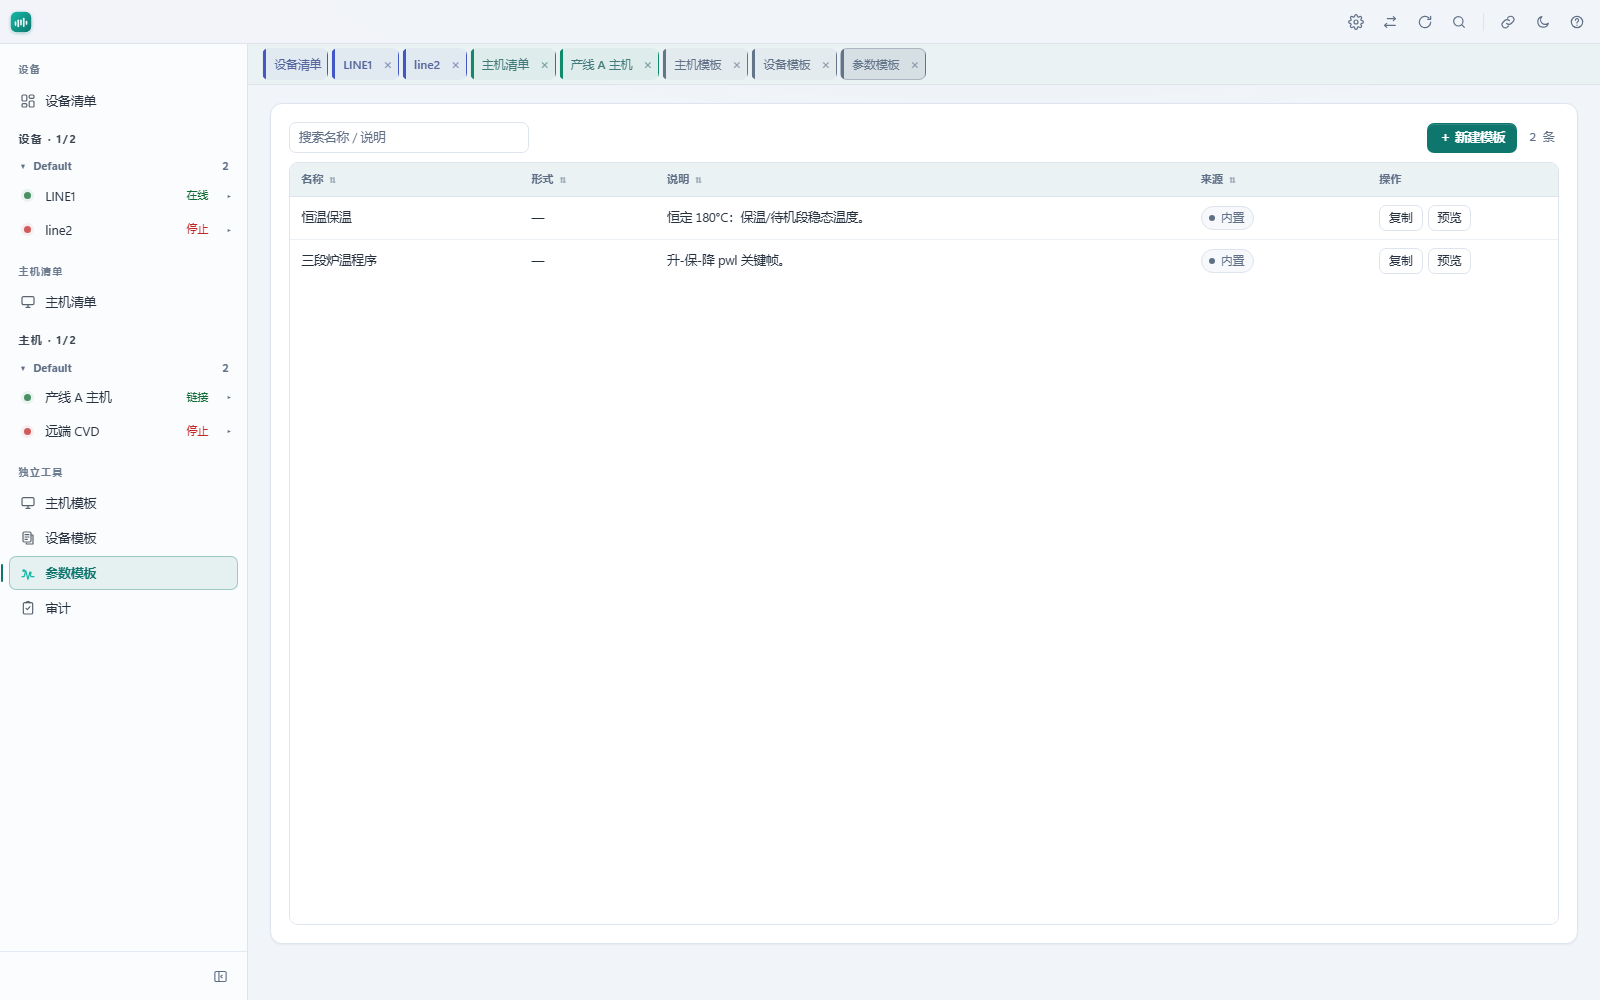 设备
设备清单
设备 · 1/2
Default 2
LINE1 在线
line2 停止
主机清单
主机清单
主机 · 1/2
Default 2
产线 A 主机 链接
远端 CVD 停止
独立工具
主机模板
设备模板
参数模板
审计
设备清单 LINE1 × line2 × 主机清单 × 产线 A 主机 × 主机模板 × 设备模板 × 参数模板 ×
搜索名称 / 说明 + 新建模板 2 条
名称 形式 说明 来源 操作
恒温保温 — 恒定 180°C：保温/待机段稳态温度。 内置 复制 预览
三段炉温程序 — 升-保-降 pwl 关键帧。 内置 复制 预览